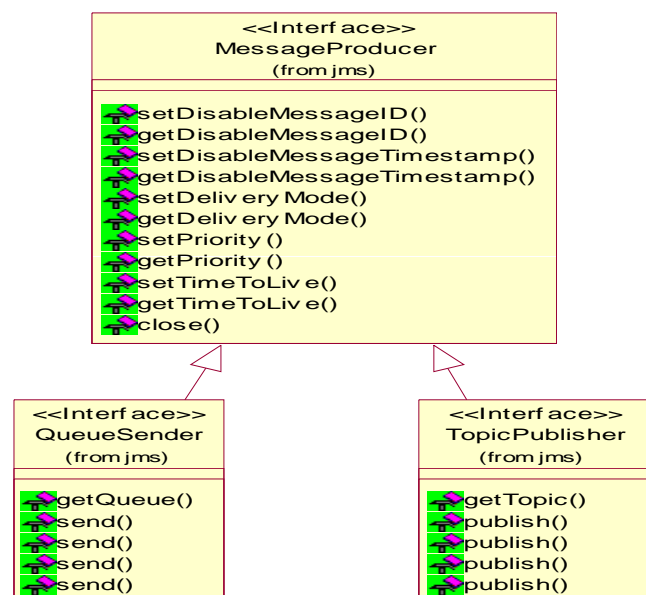 <<Interface>>
MessageProducer
(from jms)
setDisableMessageID()
getDisableMessageID()
setDisableMessageTimestamp()
getDisableMessageTimestamp()
setDeliveryMode()
getDeliveryMode()
setPriority()
getPriority()
setTimeToLive()
getTimeToLive()
close()
<<Interface>>
QueueSender
(from jms)
getQueue()
send()
send()
send()
send()
<<Interface>>
TopicPublisher
(from jms)
getTopic()
publish()
publish()
publish()
publish()